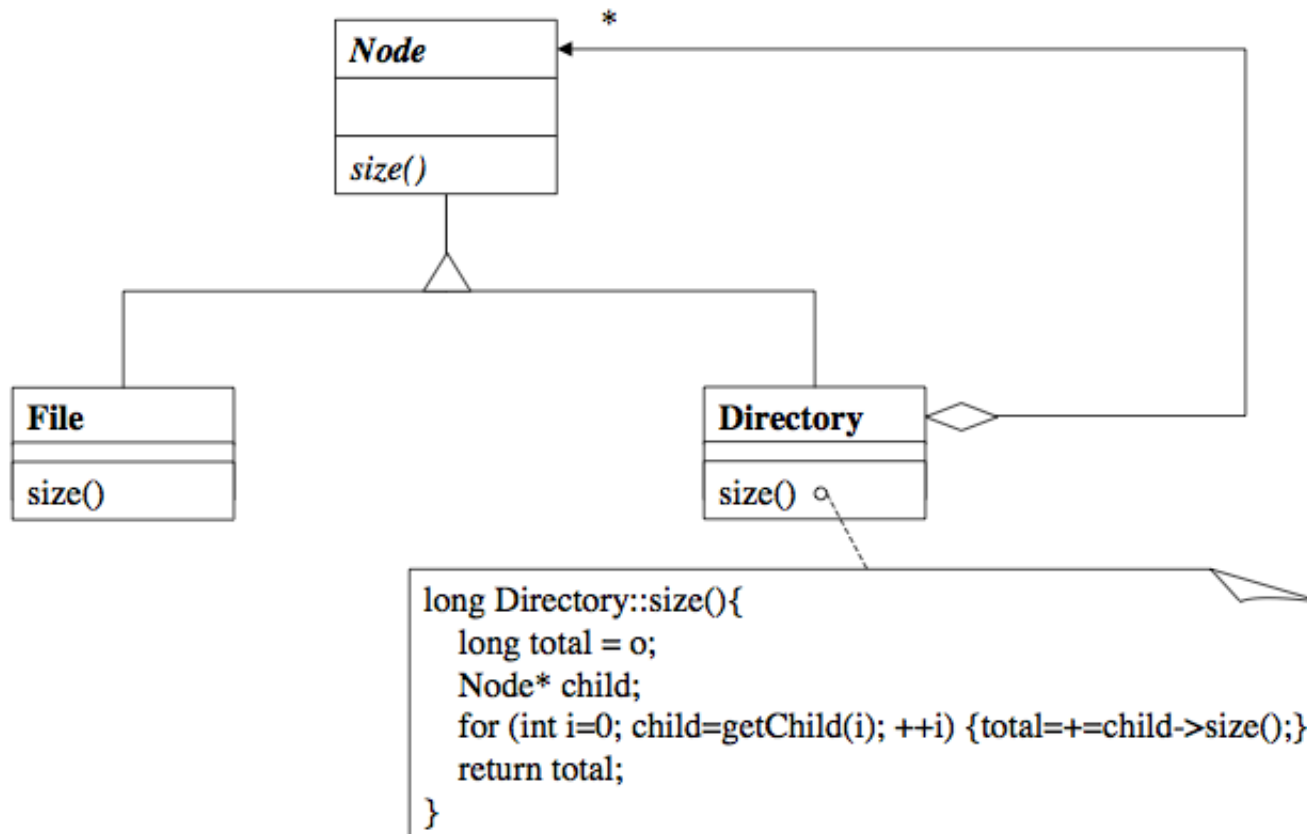 *
Node
size()
File
size()
Directory
size()
long Directory::size(){
long total = o;
Node* child;
for (int i=0; child=getChild(i); ++i) {total=+=child->size();}
return total;
}